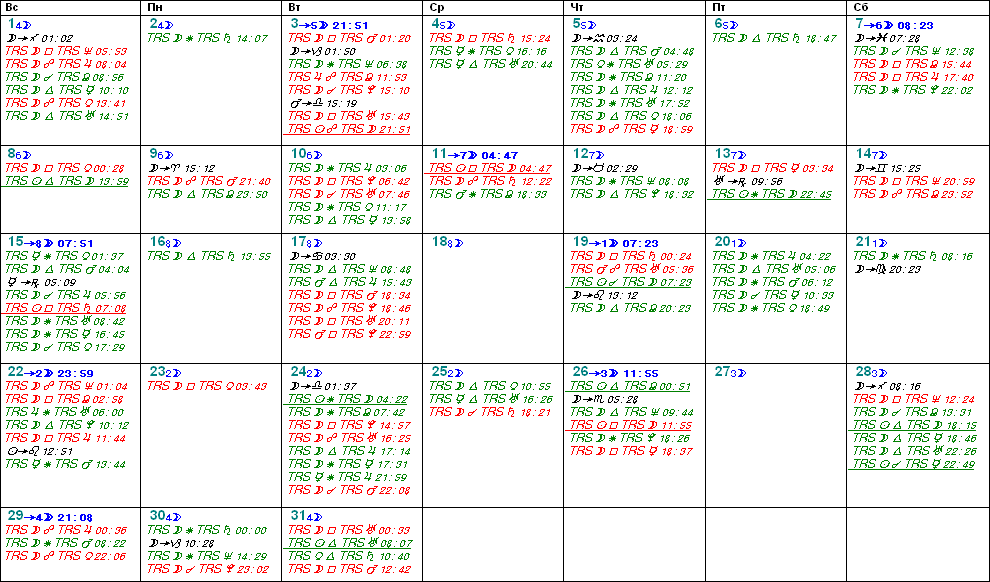 Вс Пн Вт Ср Чт Пт Сб
1 4☽
☽→♐ 01:02
TRS ☽ □ TRS ♆ 05:53
TRS ☽ ☍ TRS ♃ 08:04
TRS ☽ ☌ TRS ☊ 08:56
TRS ☽ △ TRS ☿ 10:10
TRS ☽ ☍ TRS ♀ 13:41
TRS ☽ △ TRS ♅ 14:51
2 4☽
TRS ☽ ✶ TRS ♄ 14:07
3→5☽ 21:51
TRS ☽ □ TRS ♂ 01:20
☽→♑ 01:50
TRS ☽ ✶ TRS ♆ 06:38
TRS ♃ ☍ TRS ☊ 11:53
TRS ☽ ☌ TRS ♇ 15:10
♂→♎ 15:19
TRS ☽ □ TRS ♅ 15:43
TRS ☉ ☍ TRS ☽ 21:51
4 5☽
TRS ☽ □ TRS ♄ 15:24
TRS ☿ ✶ TRS ♀ 16:16
TRS ☿ △ TRS ♅ 20:44
5 5☽
☽→♒ 03:24
TRS ☽ △ TRS ♂ 04:48
TRS ♀ ✶ TRS ♅ 05:29
TRS ☽ ✶ TRS ☊ 11:20
TRS ☽ △ TRS ♃ 12:12
TRS ☽ ✶ TRS ♅ 17:52
TRS ☽ △ TRS ♀ 18:06
TRS ☽ ☍ TRS ☿ 18:59
6 5☽
TRS ☽ △ TRS ♄ 18:47
7→6☽ 08:23
☽→♓ 07:28
TRS ☽ ☌ TRS ♆ 12:38
TRS ☽ □ TRS ☊ 15:44
TRS ☽ □ TRS ♃ 17:40
TRS ☽ ✶ TRS ♇ 22:02
8 6☽
TRS ☽ □ TRS ♀ 00:28
TRS ☉ △ TRS ☽ 13:59
9 6☽
☽→♈ 15:12
TRS ☽ ☍ TRS ♂ 21:40
TRS ☽ △ TRS ☊ 23:50
10 6☽
TRS ☽ ✶ TRS ♃ 03:06
TRS ☽ □ TRS ♇ 06:42
TRS ☽ ☌ TRS ♅ 07:46
TRS ☽ ✶ TRS ♀ 11:17
TRS ☽ △ TRS ☿ 13:58
11→7☽ 04:47
TRS ☉ □ TRS ☽ 04:47
TRS ☽ ☍ TRS ♄ 12:22
TRS ♂ ✶ TRS ☊ 18:33
12 7☽
☽→♉ 02:29
TRS ☽ ✶ TRS ♆ 08:08
TRS ☽ △ TRS ♇ 18:32
13 7☽
TRS ☽ □ TRS ☿ 03:34
♅→℞ 09:56
TRS ☉ ✶ TRS ☽ 22:45
14 7☽
☽→♊ 15:25
TRS ☽ □ TRS ♆ 20:59
TRS ☽ ☍ TRS ☊ 23:52
15→8☽ 07:51
TRS ☿ ✶ TRS ♀ 01:37
TRS ☽ △ TRS ♂ 04:04
☿→℞ 05:09
TRS ☽ ☌ TRS ♃ 05:56
TRS ☉ □ TRS ♄ 07:08
TRS ☽ ✶ TRS ♅ 08:42
TRS ☽ ✶ TRS ☿ 16:45
TRS ☽ ☌ TRS ♀ 17:29
16 8☽
TRS ☽ △ TRS ♄ 13:55
17 8☽
☽→♋ 03:30
TRS ☽ △ TRS ♆ 08:48
TRS ♂ △ TRS ♃ 15:43
TRS ☽ □ TRS ♂ 18:34
TRS ☽ ☍ TRS ♇ 18:46
TRS ☽ □ TRS ♅ 20:11
TRS ♂ □ TRS ♇ 22:59
18 8☽
19→1☽ 07:23
TRS ☽ □ TRS ♄ 00:24
TRS ♂ ☍ TRS ♅ 05:36
TRS ☉ ☌ TRS ☽ 07:23
☽→♌ 13:12
TRS ☽ △ TRS ☊ 20:23
20 1☽
TRS ☽ ✶ TRS ♃ 04:22
TRS ☽ △ TRS ♅ 05:06
TRS ☽ ✶ TRS ♂ 06:12
TRS ☽ ☌ TRS ☿ 10:33
TRS ☽ ✶ TRS ♀ 18:49
21 1☽
TRS ☽ ✶ TRS ♄ 08:16
☽→♍ 20:23
22→2☽ 23:59
TRS ☽ ☍ TRS ♆ 01:04
TRS ☽ □ TRS ☊ 02:58
TRS ♃ ✶ TRS ♅ 06:00
TRS ☽ △ TRS ♇ 10:12
TRS ☽ □ TRS ♃ 11:44
☉→♌ 12:51
TRS ☿ ✶ TRS ♂ 13:44
23 2☽
TRS ☽ □ TRS ♀ 03:43
24 2☽
☽→♎ 01:37
TRS ☉ ✶ TRS ☽ 04:22
TRS ☽ ✶ TRS ☊ 07:42
TRS ☽ □ TRS ♇ 14:57
TRS ☽ ☍ TRS ♅ 16:25
TRS ☽ △ TRS ♃ 17:14
TRS ☽ ✶ TRS ☿ 17:31
TRS ☿ ✶ TRS ♃ 21:59
TRS ☽ ☌ TRS ♂ 22:08
25 2☽
TRS ☽ △ TRS ♀ 10:55
TRS ☿ △ TRS ♅ 16:26
TRS ☽ ☌ TRS ♄ 18:21
26→3☽ 11:55
TRS ☉ △ TRS ☊ 00:51
☽→♏ 05:28
TRS ☽ △ TRS ♆ 09:44
TRS ☉ □ TRS ☽ 11:55
TRS ☽ ✶ TRS ♇ 18:26
TRS ☽ □ TRS ☿ 18:37
27 3☽
28 3☽
☽→♐ 08:16
TRS ☽ □ TRS ♆ 12:24
TRS ☽ ☌ TRS ☊ 13:31
TRS ☉ △ TRS ☽ 18:15
TRS ☽ △ TRS ☿ 18:46
TRS ☽ △ TRS ♅ 22:26
TRS ☉ ☌ TRS ☿ 22:49
29→4☽ 21:08
TRS ☽ ☍ TRS ♃ 00:36
TRS ☽ ✶ TRS ♂ 08:22
TRS ☽ ☍ TRS ♀ 22:06
30 4☽
TRS ☽ ✶ TRS ♄ 00:00
☽→♑ 10:28
TRS ☽ ✶ TRS ♆ 14:29
TRS ☽ ☌ TRS ♇ 23:02
31 4☽
TRS ☽ □ TRS ♅ 00:33
TRS ☉ △ TRS ♅ 08:07
TRS ♀ △ TRS ♄ 10:40
TRS ☽ □ TRS ♂ 12:42